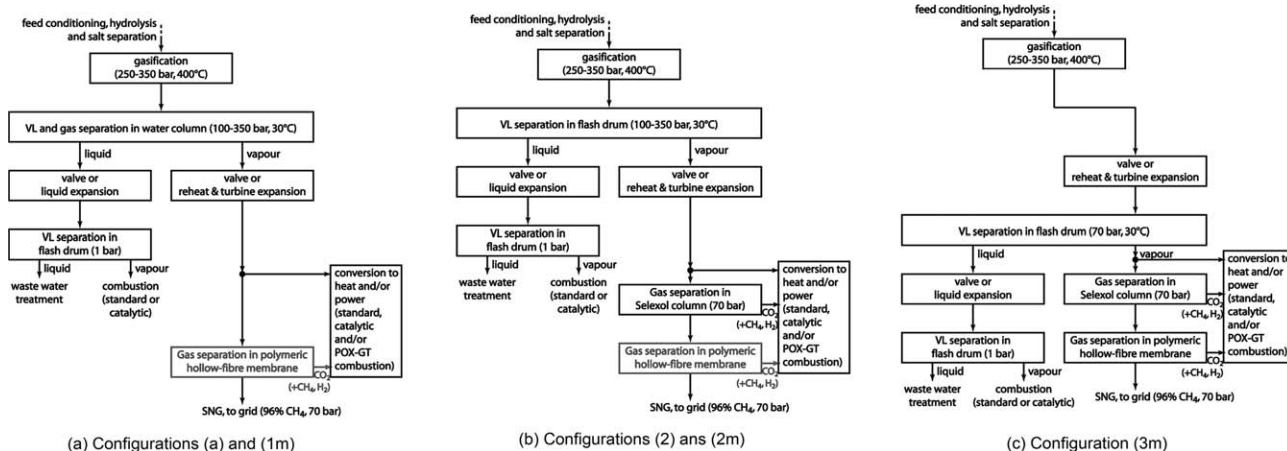 feed conditioning, hydrolysis
and salt separation
gasification
(250-350 bar, 400°C)
VL and gas separation in water column (100-350 bar, 30°C)
liquid
vapour
valve or
liquid expansion
valve or
reheat & turbine expansion
VL separation in
flash drum (1 bar)
liquid
vapour
waste water
treatment
combustion
(standard or
catalytic)
conversion to
heat and/or
power
(standard,
catalytic
and/or
POX-GT
combustion)
Gas separation in polymeric
hollow-fibre membrane
CO2
(+CH4, H2)
SNG, to grid (96% CH4, 70 bar)
(a) Configurations (a) and (1m)
feed conditioning, hydrolysis
and salt separation
gasification
(250-350 bar, 400°C)
VL separation in flash drum (100-350 bar, 30°C)
liquid
vapour
valve or
liquid expansion
valve or
reheat & turbine expansion
VL separation in
flash drum (1 bar)
liquid
vapour
waste water
treatment
combustion
(standard or
catalytic)
Gas separation in
Selexol column (70 bar)
CO2
(+CH4, H2)
conversion to
heat and/or
power
(standard,
catalytic
and/or
POX-GT
combustion)
Gas separation in polymeric
hollow-fibre membrane
CO2
(+CH4, H2)
SNG, to grid (96% CH4, 70 bar)
(b) Configurations (2) ans (2m)
feed conditioning, hydrolysis
and salt separation
gasification
(250-350 bar, 400°C)
valve or
reheat & turbine expansion
VL separation in flash drum (70 bar, 30°C)
liquid
vapour
valve or
liquid expansion
Gas separation in
Selexol column (70 bar)
CO2
(+CH4, H2)
conversion to
heat and/or
power
(standard,
catalytic
and/or
POX-GT
combustion)
VL separation in
flash drum (1 bar)
Gas separation in polymeric
hollow-fibre membrane
CO2
(+CH4, H2)
liquid
vapour
waste water
treatment
combustion
(standard or catalytic)
SNG, to grid (96% CH4, 70 bar)
(c) Configuration (3m)